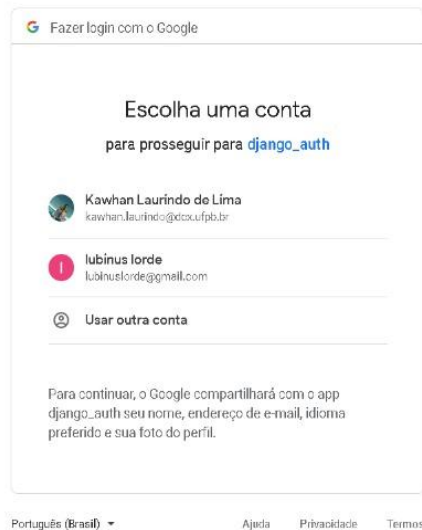 Fazer login com o Google
Escolha uma conta
para prosseguir para django_auth
Kawhan Laurindo de Lima
kawhan.laurindo@dcx.ufpb.br
I
lubinus lorde
lubinuslorde@gmail.com
Usar outra conta
Para continuar, o Google compartilhará com o app
django_auth seu nome, endereço de e-mail, idioma
preferido e sua foto do perfil.
Português (Brasil)
Ajuda Privacidade Termos